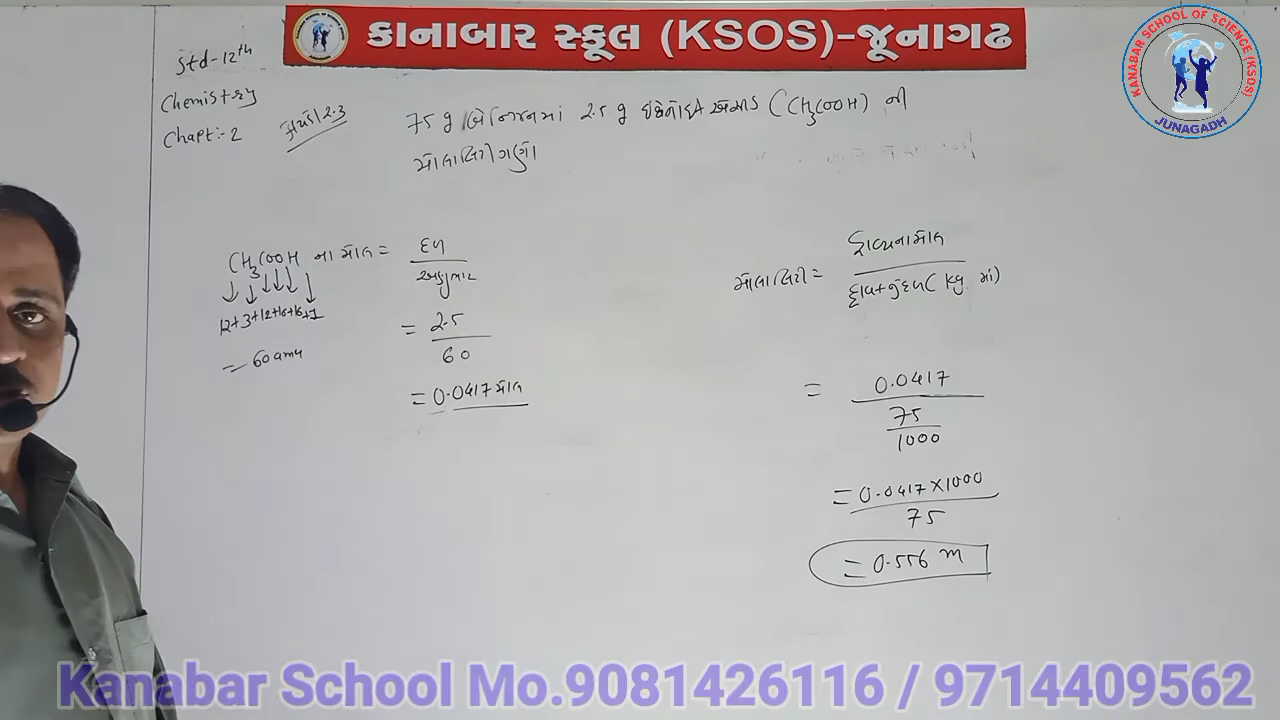 કાનાબાર સ્કૂલ (KSOS)-જૂનાગઢ
KANABAR SCHOOL OF SCIENCE (KSOS)
JUNAGADH
Std-12th
Chemistry
Chapt:-2
75 g બેન્ઝિનમાં 2.5 g ઇથેનોઇક એસિડ (CH3COOH) ની
મોલાલિટી ગણો
CH3COOH ના મોલ = દળ
અણુભાર
12+3+12+16+16+1
= 60 amu
= 2.5
60
= 0.0417 મોલ
મોલાલિટી = દ્રાવ્યના મોલ
દ્રાવકનું દળ ( kg માં)
= 0.0417
75
1000
= 0.0417 X 1000
75
= 0.556 m
Kanabar School Mo.9081426116 / 9714409562